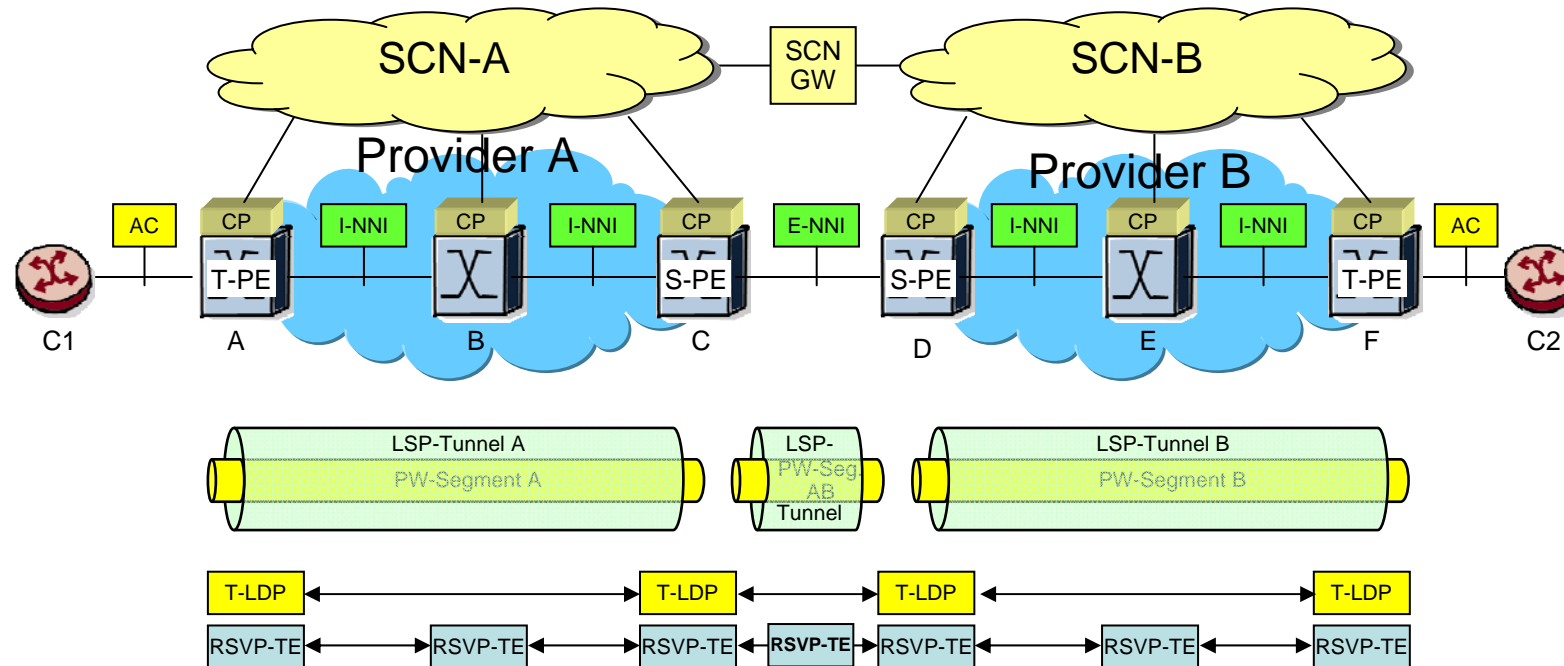 SCN-A
SCN
GW
SCN-B
Provider A
Provider B
CP
CP
CP
CP
CP
CP
AC
I-NNI
I-NNI
E-NNI
I-NNI
I-NNI
AC
T-PE
S-PE
S-PE
T-PE
C1
A
B
C
D
E
F
C2
LSP-Tunnel A
PW-Segment A
LSP-
PW-Seg.
AB
Tunnel
LSP-Tunnel B
PW-Segment B
T-LDP
T-LDP
T-LDP
T-LDP
RSVP-TE
RSVP-TE
RSVP-TE
RSVP-TE
RSVP-TE
RSVP-TE
RSVP-TE